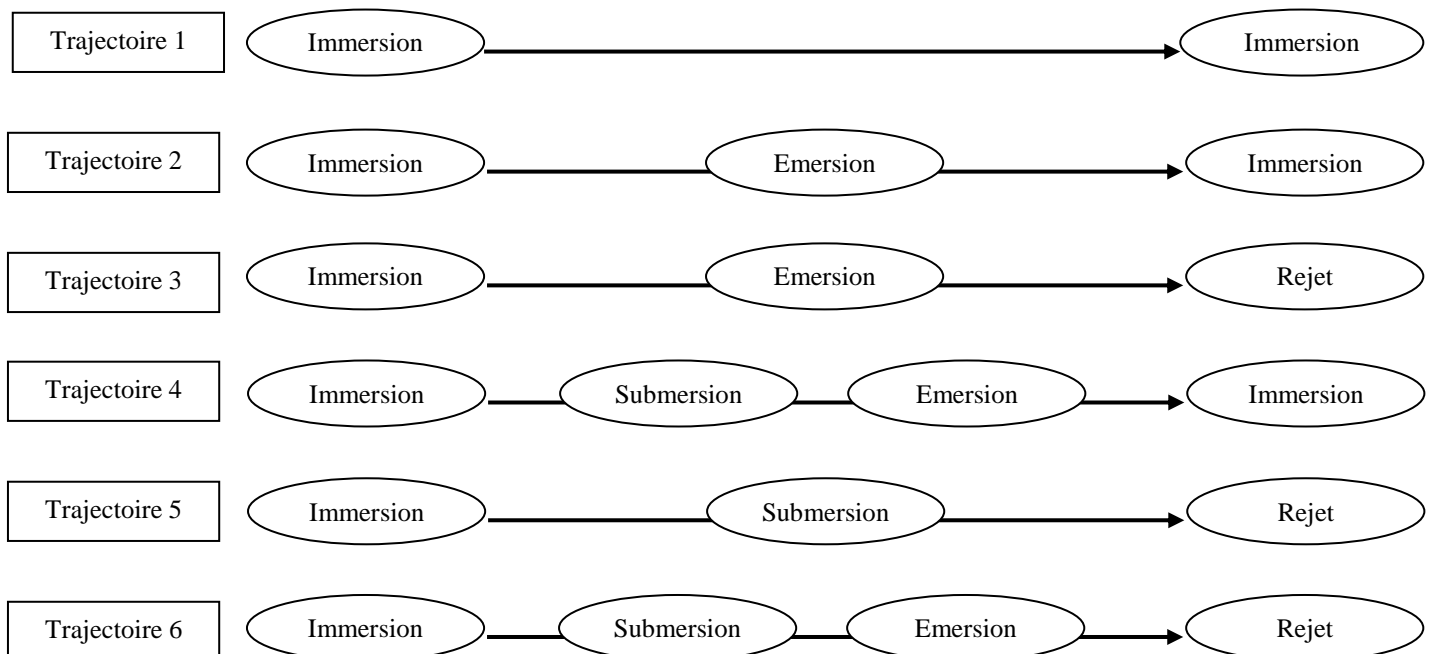 Trajectoire 1 Immersion Immersion
Trajectoire 2 Immersion Emersion Immersion
Trajectoire 3 Immersion Emersion Rejet
Trajectoire 4 Immersion Submersion Emersion Immersion
Trajectoire 5 Immersion Submersion Rejet
Trajectoire 6 Immersion Submersion Emersion Rejet